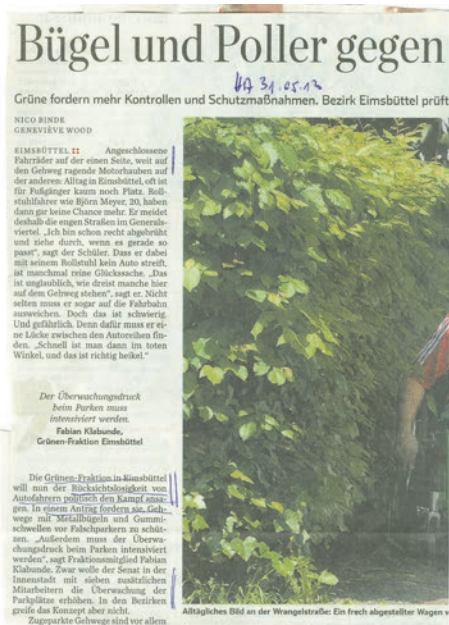 Bügel und Poller gegen
HA 31.05.13
Grüne fordern mehr Kontrollen und Schutzmaßnahmen. Bezirk Eimsbüttel prüft
NICO BINDE
GENEVIÈVE WOOD
EIMSBÜTTEL :: Angeschlossene
Fahrräder auf der einen Seite, weit auf
den Gehweg ragende Motorhauben auf
der anderen: Alltag in Eimsbüttel, oft ist
für Fußgänger kaum noch Platz. Roll-
stuhlfahrer wie Björn Meyer, 20, haben
dann gar keine Chance mehr. Er meidet
deshalb die engen Straßen im Generals-
viertel. „Ich bin schon recht abgebrüht
und ziehe durch, wenn es gerade so
passt“, sagt der Schüler. Dass er dabei
mit seinem Rollstuhl kein Auto streift,
ist manchmal reine Glückssache. „Das
ist unglaublich, wie dreist manche hier
auf dem Gehweg stehen“, sagt er. Nicht
selten muss er sogar auf die Fahrbahn
ausweichen. Doch das ist schwierig.
Und gefährlich. Denn dafür muss er ei-
ne Lücke zwischen den Autoreihen fin-
den. „Schnell ist man dann im toten
Winkel, und das ist richtig heikel.“
Der Überwachungsdruck
beim Parken muss
intensiviert werden.
Fabian Klabunde,
Grünen-Fraktion Eimsbüttel
Die Grünen-Fraktion in Eimsbüttel
will nun der Rücksichtslosigkeit von
Autofahrern politisch den Kampf ansa-
gen. In einem Antrag fordern sie, Geh-
wege mit Metallbügeln und Gummi-
schwellen vor Falschparkern zu schüt-
zen. „Außerdem muss der Überwa-
chungsdruck beim Parken intensiviert
werden“, sagt Fraktionsmitglied Fabian
Klabunde. Zwar wolle der Senat in der
Innenstadt mit sieben zusätzlichen
Mitarbeitern die Überwachung der
Parkplätze erhöhen. In den Bezirken
greife das Konzept aber nicht.
Zugeparkte Gehwege sind vor allem
Alltägliches Bild an der Wrangelstraße: Ein frech abgestellter Wagen v